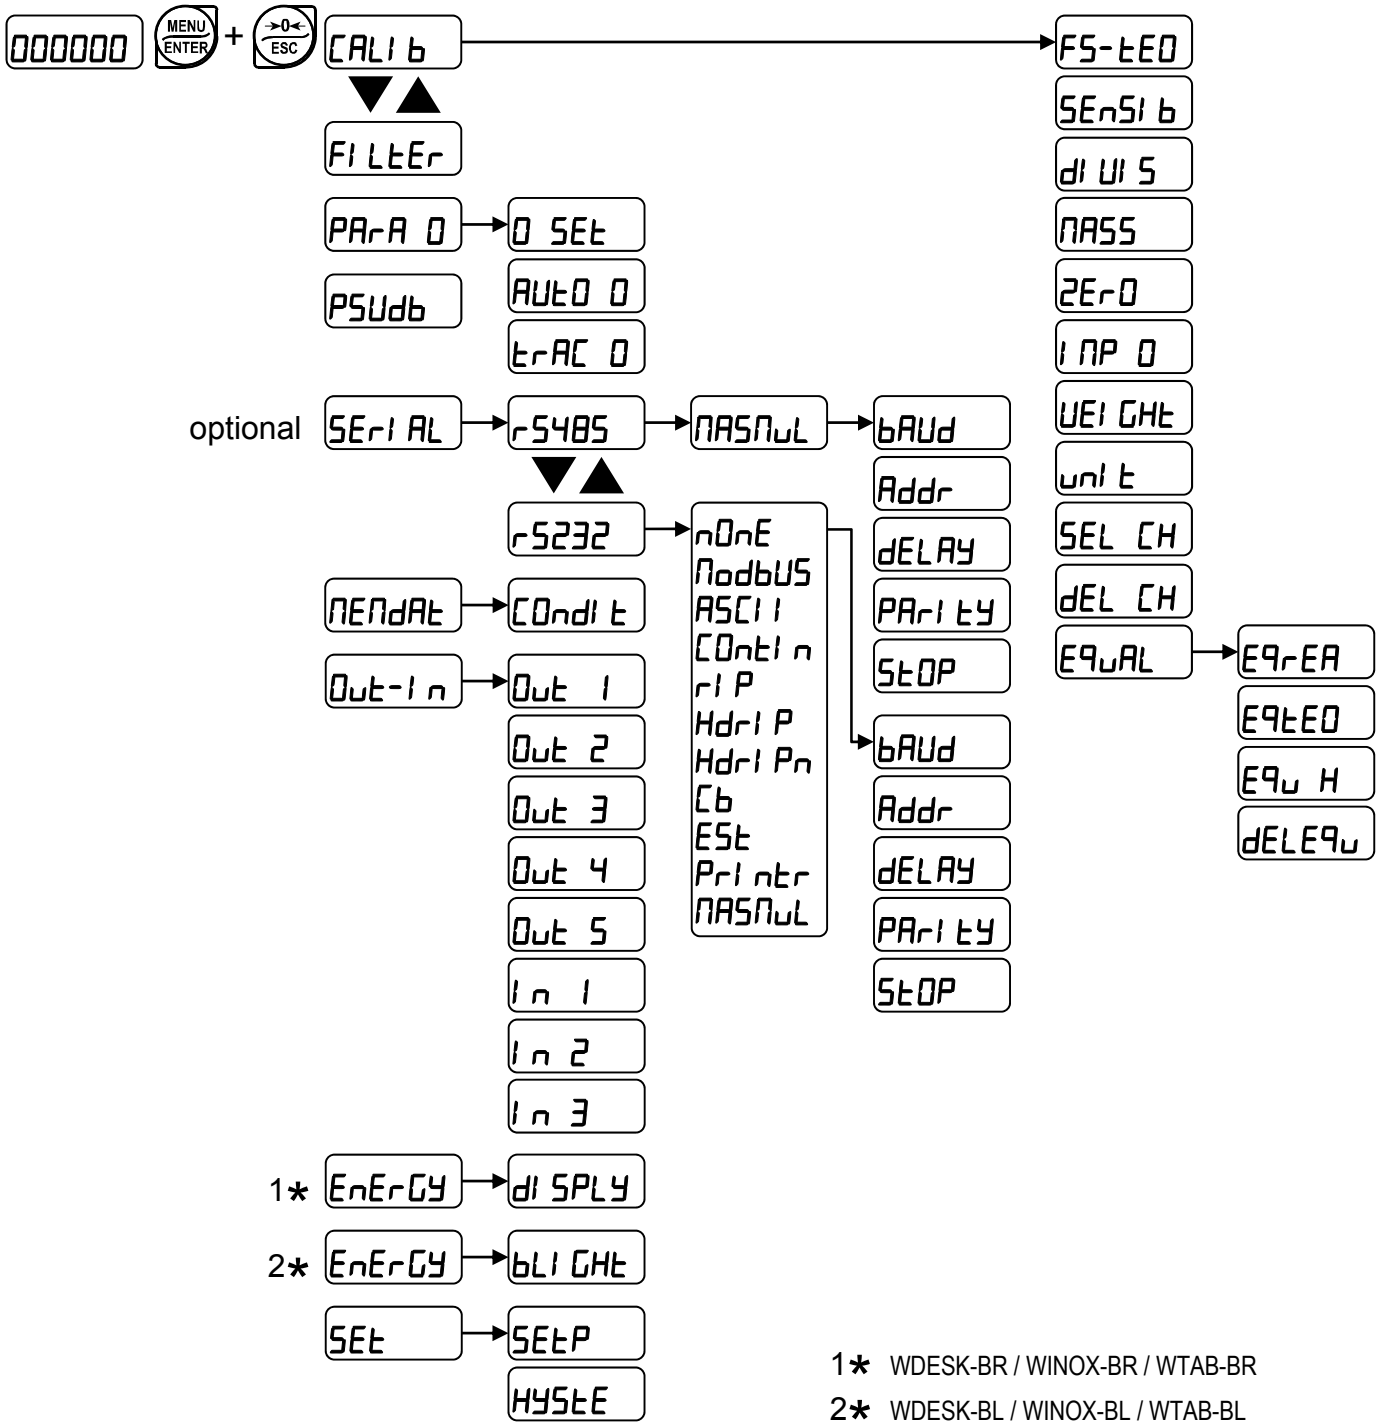 000000 MENU ENTER + →0← ESC CALIb FS-tEO
SEnSIb
FILtEr
dIVIS
PArA 0 0 SEt
MASS
PSUdb AUtO 0
ZErO
trAC 0
INP 0
optional SErIAL rS485 MASMuL bAUd
WEIGHt
Addr
unIt
rS232 nOnE
dELAY
SEL CH
ModbUS
ASCII
COntIn
rIP
HdrIP
HdrIPn
Cb
ESt
PrIntr
MASMuL
MEMdAt COndIt
PArItY
dEL CH
Out-In Out 1
StOP
EquAL EqrEA
Out 2
bAUd
EqtEO
Out 3
Addr
Equ H
Out 4
dELAY
dELEqu
Out 5
PArItY
In 1
StOP
In 2
In 3
1* EnErGY dISPLY
2* EnErGY bLIGHt
SEt SEtP
HYStE
1* WDESK-BR / WINOX-BR / WTAB-BR
2* WDESK-BL / WINOX-BL / WTAB-BL